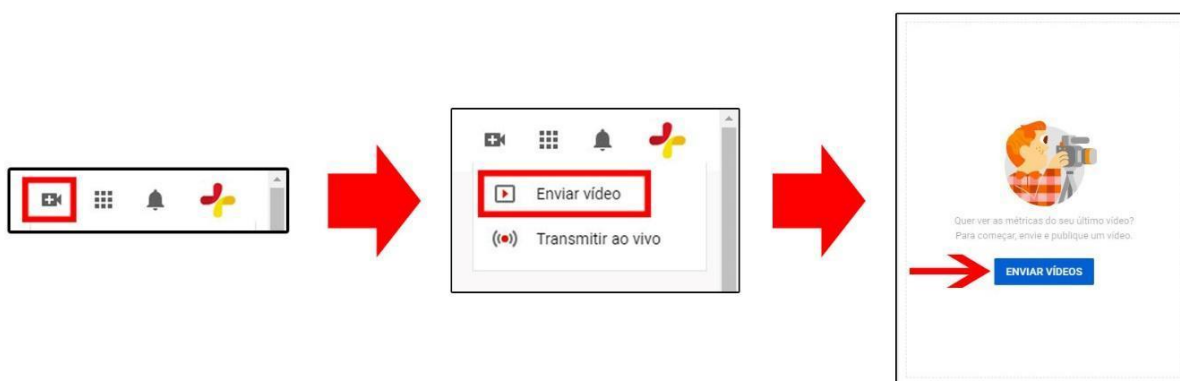 Enviar vídeo
Transmitir ao vivo
Quer ver as métricas do seu último vídeo?
Para começar, envie e publique um vídeo.
ENVIAR VÍDEOS